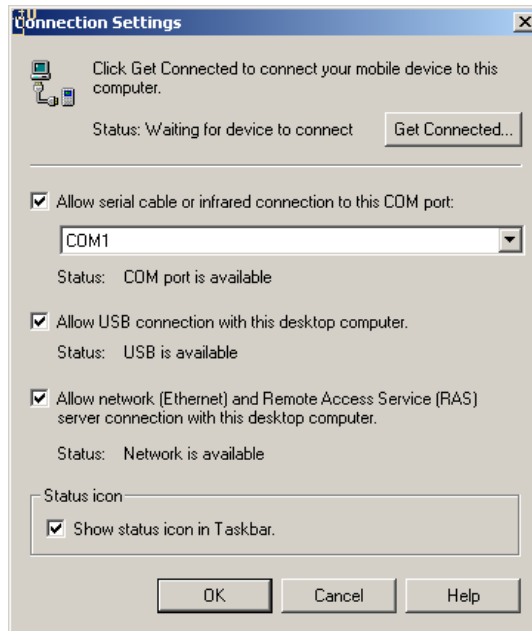 Connection Settings
Click Get Connected to connect your mobile device to this
computer.
Status: Waiting for device to connect
Get Connected...
Allow serial cable or infrared connection to this COM port:
COM1
Status: COM port is available
Allow USB connection with this desktop computer.
Status: USB is available
Allow network (Ethernet) and Remote Access Service (RAS)
server connection with this desktop computer.
Status: Network is available
Status icon
Show status icon in Taskbar.
OK Cancel Help